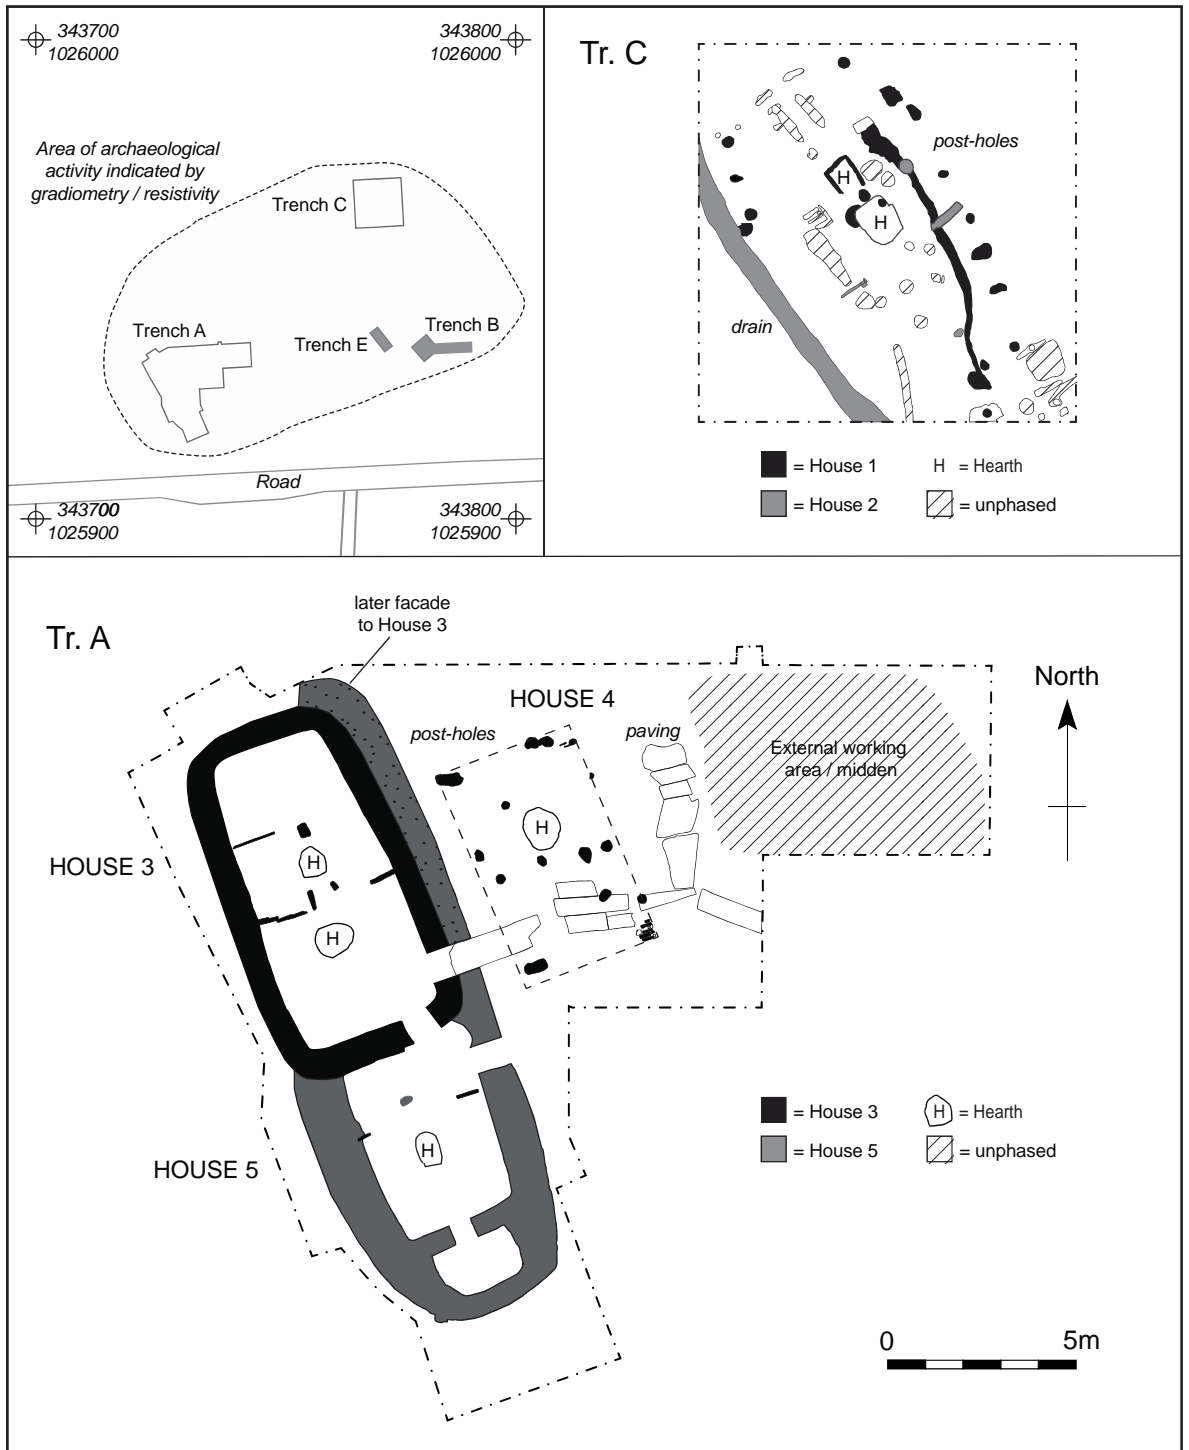 343700
1026000
343800
1026000
Area of archaeological
activity indicated by
gradiometry / resistivity
Trench C
Trench A
Trench E
Trench B
Road
343700
1025900
343800
1025900
Tr. C
post-holes
H
H
drain
= House 1
H = Hearth
= House 2
= unphased
Tr. A
later facade
to House 3
HOUSE 4
post-holes
paving
External working
area / midden
North
H
HOUSE 3
H
H
HOUSE 5
H
= House 3
H = Hearth
= House 5
= unphased
0 5m